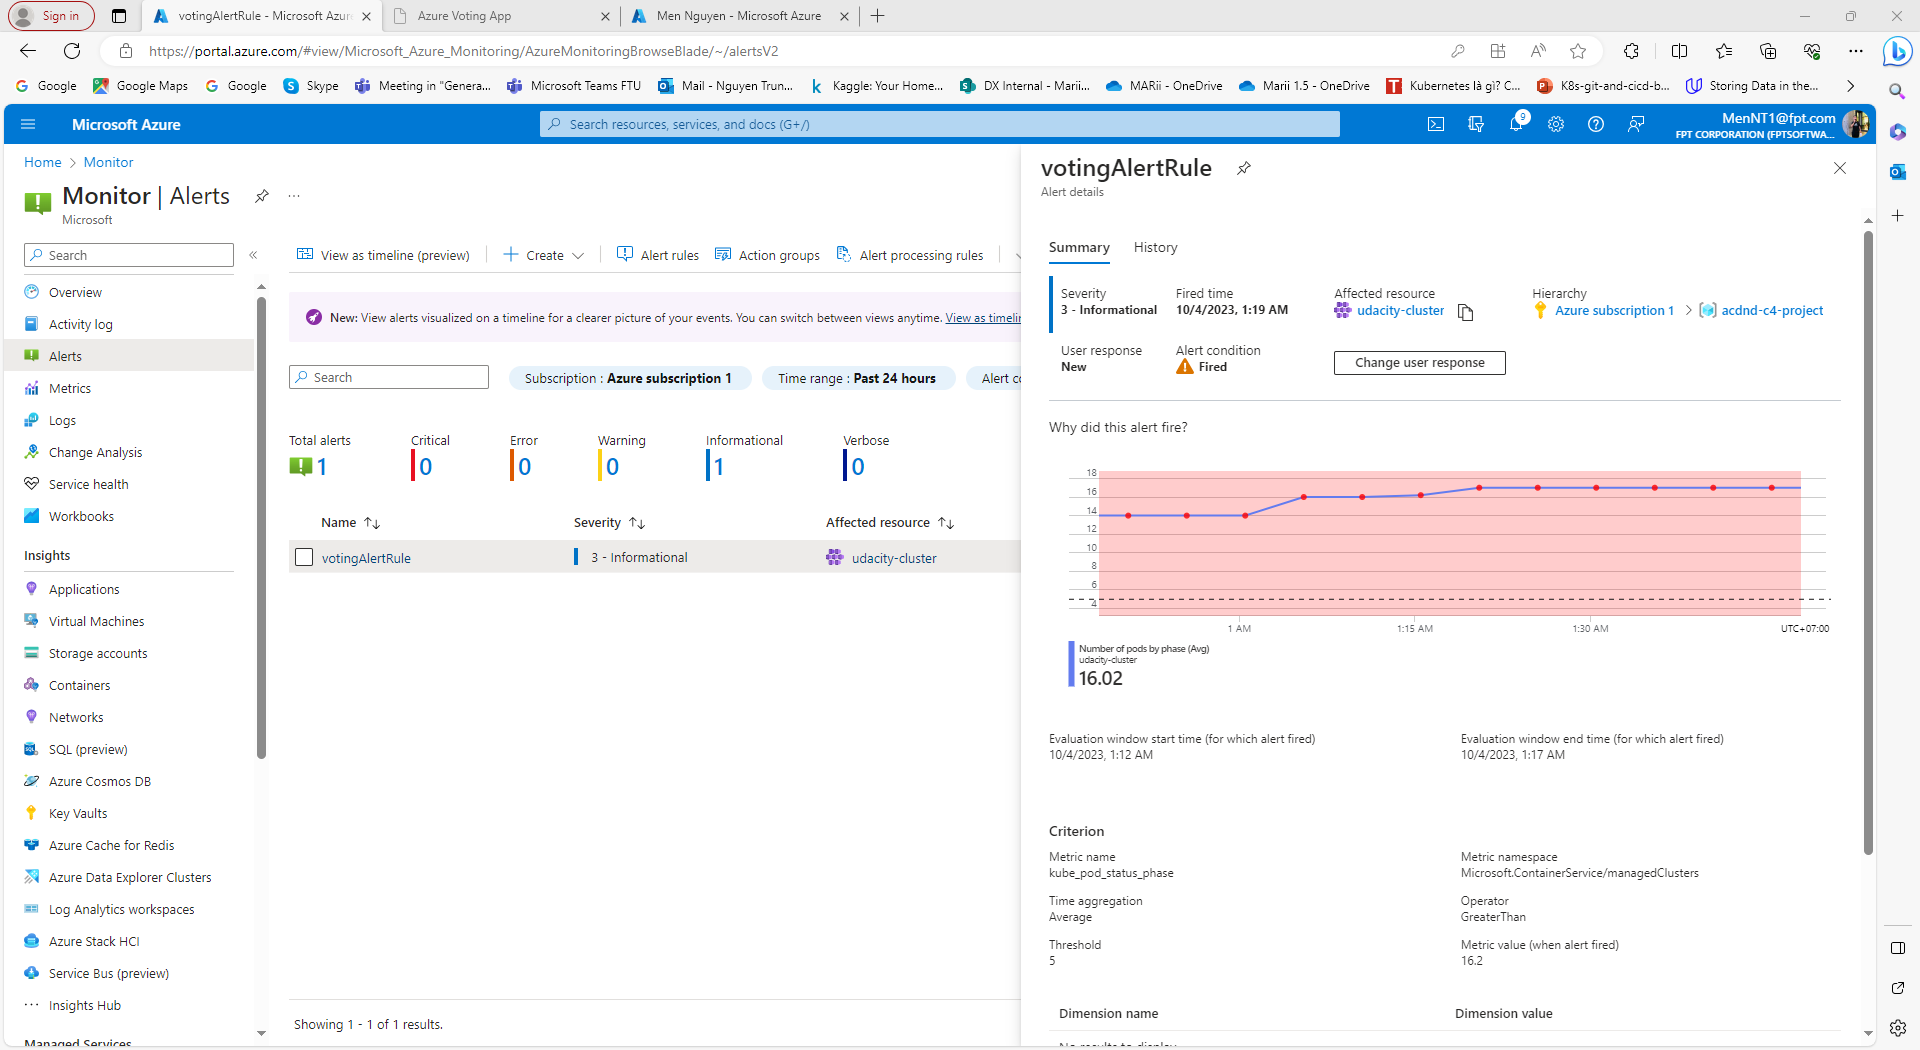 Sign in
votingAlertRule - Microsoft Azure
Azure Voting App
Men Nguyen - Microsoft Azure
https://portal.azure.com/#view/Microsoft_Azure_Monitoring/AzureMonitoringBrowseBlade/~/alertsV2
Google
Google Maps
Google
Skype
Meeting in "Genera...
Microsoft Teams FTU
Mail - Nguyen Trun...
Kaggle: Your Home...
DX Internal - Marii...
MARii - OneDrive
Marii 1.5 - OneDrive
Kubernetes là gì? C...
K8s-git-and-cicd-b...
Storing Data in the...
Microsoft Azure
Search resources, services, and docs (G+/)
9
MenNT1@fpt.com
FPT CORPORATION (FPTSOFTWA...
Home > Monitor
Monitor | Alerts
Microsoft
Search
Overview
Activity log
Alerts
Metrics
Logs
Change Analysis
Service health
Workbooks
Insights
Applications
Virtual Machines
Storage accounts
Containers
Networks
SQL (preview)
Azure Cosmos DB
Key Vaults
Azure Cache for Redis
Azure Data Explorer Clusters
Log Analytics workspaces
Azure Stack HCI
Service Bus (preview)
Insights Hub
Managed Services
View as timeline (preview)
Create
Alert rules
Action groups
Alert processing rules
New: View alerts visualized on a timeline for a clearer picture of your events. You can switch between views anytime. View as timelin
Search
Subscription : Azure subscription 1
Time range : Past 24 hours
Alert co
Total alerts
1
Critical
0
Error
0
Warning
0
Informational
1
Verbose
0
Name
Severity
Affected resource
votingAlertRule
3 - Informational
udacity-cluster
Showing 1 - 1 of 1 results.
votingAlertRule
Alert details
Summary
History
Severity
3 - Informational
Fired time
10/4/2023, 1:19 AM
Affected resource
udacity-cluster
Hierarchy
Azure subscription 1 > acdnd-c4-project
User response
New
Alert condition
Fired
Change user response
Why did this alert fire?
18
16
14
12
10
8
6
4
1 AM
1:15 AM
1:30 AM
UTC+07:00
Number of pods by phase (Avg)
udacity-cluster
16.02
Evaluation window start time (for which alert fired)
10/4/2023, 1:12 AM
Evaluation window end time (for which alert fired)
10/4/2023, 1:17 AM
Criterion
Metric name
kube_pod_status_phase
Metric namespace
Microsoft.ContainerService/managedClusters
Time aggregation
Average
Operator
GreaterThan
Threshold
5
Metric value (when alert fired)
16.2
Dimension name
Dimension value
No results to display